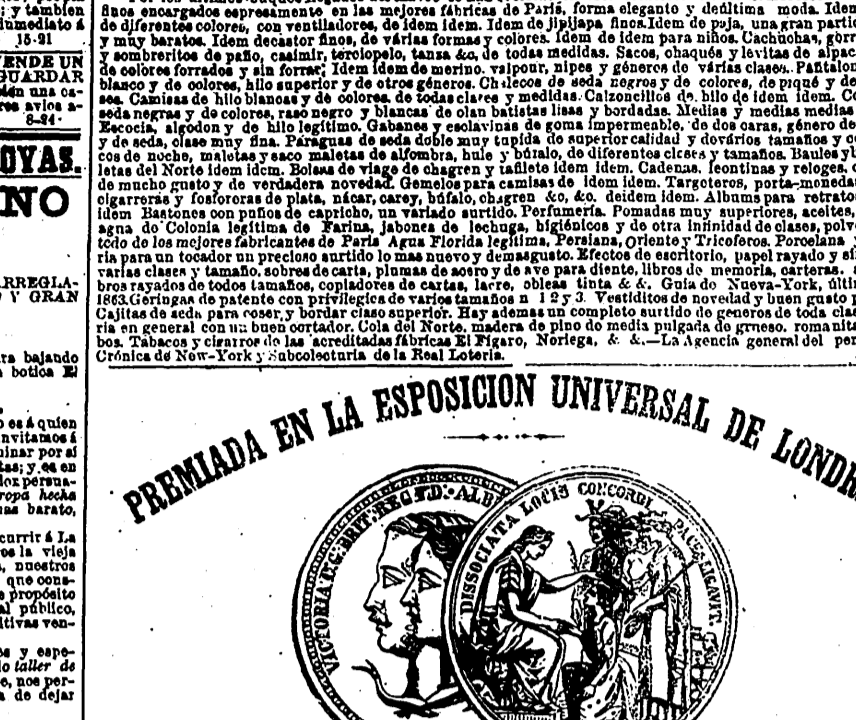 y tambien
inmediato á
15-21
VENDE UN
GUARDAR
8-24
OYAS.
NO
ARREGLA-
Y GRAN
ra bajando
botica El
o es á quien
nvitamos á
minar por sí
tas; y es en
ropa hecha
mas barato,
currir á La
os la vieja
, nuestros
que cons-
e propósito
al público,
itivas ven-
s y espe-
lo taller de
e, nos per-
a de dejar
finos encargados espresamente en las mejores fábricas de Paris, forma elegante y deúltima moda. Idem
de diferentes colores, con ventiladores, de idem idem. Idem de jipijapa finos. Idem de paja, una gran partid
y muy baratos. Idem decastor finos, de várias formas y colores. Idem de idem para niños. Cachuchas, gorr
y sombreritos de paño, casimir, terciopelo, tansa &c, de todas medidas. Sacos, chaqués y levitas de alpac
de colores forrados y sin forrar; Idem idem de merino. valpour, nipes y géneros de várias clases. Pantalon
blanco y de colores, hilo superior y de otros géneros. Chalecos de seda negros y de colores, de piqué y de
ses. Camisas de hilo blancas y de colores, de todas clases y medidas. Calzoncillos de hilo de idem idem. Co
seda negras y de colores, raso negro y blancas de olan batistas lisas y bordadas. Medias y medias medias
Escocia, algodon y de hilo legítimo. Gabanes y esclavinas de goma impermeable, de dos caras, género de
y de seda, clase muy fina. Paraguas de seda doble muy tupida de superior calidad y dovários tamaños y c
cos de noche, maletas y saco maletas de alfombra, hule y búfalo, de diferentes clases y tamaños. Baules y b
letas del Norte idem idem. Bolsas de viage de chagren y tafilete idem idem. Cadenas, leontinas y reloges,
de mucho gusto y de verdadera novedad. Gemelos para camisas de idem idem. Targeteros, porta-moneda
cigarreras y fosforeras de plata, nácar, carey, búfalo, chagren &c, &c. deidem idem. Albums para retrato
idem Bastones con puños de capricho, un variado surtido. Perfumería. Pomadas muy superiores, aceites,
agna de Colonia legítima de Farina, jabones de lechuga, higiénicos y de otra infinidad de clases, polv
todo de los mejores fabricantes de Paris Agua Florida legítima, Persiana, Oriente y Tricoferos. Porcelana y
ria para un tocador un precioso surtido lo mas nuevo y demasgusto. Efectos de escritorio, papel rayado y si
varias clases y tamaño, sobres de carta, plumas de acero y de ave para diente, libros de memoria, carteras.
bros rayados de todos tamaños, copiadores de cartas, lacre, obleas tinta & &. Guia de Nueva-York, últi
1863. Geringas de patente con privilegios de varios tamaños n 1 2 y 3. Vestiditos de novedad y buen gusto p
Cajitas de seda para coser, y bordar clase superior. Hay ademas un completo surtido de géneros de toda clas
ria en general con un buen cortador. Cola del Norte, madera de pino de media pulgada de grueso, romanita
bos. Tabacos y cigarros de las acreditadas fábricas El Fígaro, Noriega, & &.—La Agencia general del per
Crónica de New-York y Subcolecturia de la Real Loteria.
PREMIADA EN LA ESPOSICION UNIVERSAL DE LONDR
VICTORIA D:G:BRIT:REG:F:D:·ALB
DISSOCIATA LOCIS CONCORDI PACE LIGAVIT.